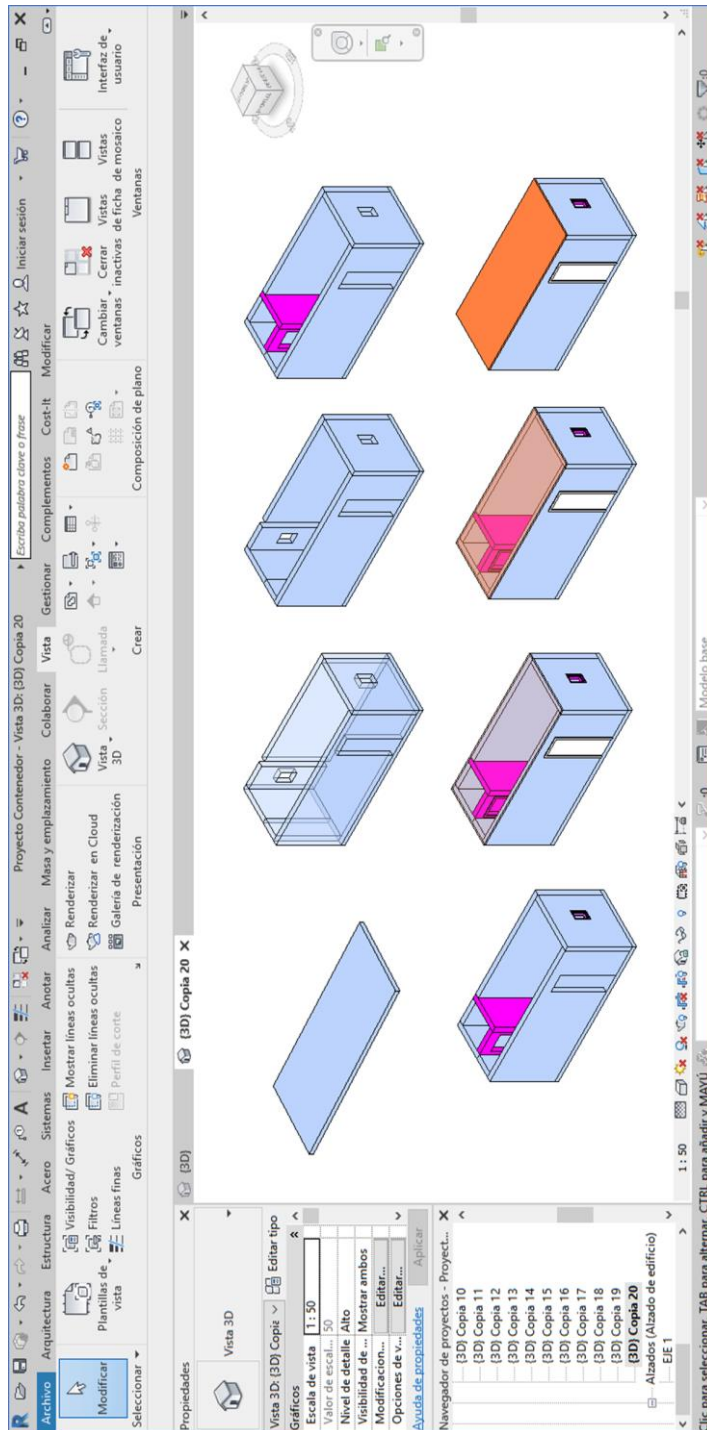 Proyecto Contenedor - Vista 3D: {3D} Copia 20
Escriba palabra clave o frase
Iniciar sesión
Archivo Arquitectura Estructura Acero Sistemas Insertar Anotar Analizar Masa y emplazamiento Colaborar Vista Gestionar Complementos Cost-It Modificar
Modificar
Seleccionar
Plantillas de vista
Visibilidad/ Gráficos
Filtros
Líneas finas
Mostrar líneas ocultas
Eliminar líneas ocultas
Perfil de corte
Gráficos
Renderizar
Renderizar en Cloud
Galería de renderización
Presentación
Vista 3D
Sección
Llamada
Crear
Composición de plano
Cambiar ventanas
Cerrar inactivas
Vistas de ficha
Vistas de mosaico
Ventanas
Interfaz de usuario
Propiedades
Vista 3D
Vista 3D: {3D} Copia
Editar tipo
Gráficos
Escala de vista 1 : 50
Valor de escal... 50
Nivel de detalle Alto
Visibilidad de ... Mostrar ambos
Modificacion... Editar...
Opciones de v... Editar...
Ayuda de propiedades
Aplicar
Navegador de proyectos - Proyect...
{3D} Copia 10
{3D} Copia 11
{3D} Copia 12
{3D} Copia 13
{3D} Copia 14
{3D} Copia 15
{3D} Copia 16
{3D} Copia 17
{3D} Copia 18
{3D} Copia 19
{3D} Copia 20
Alzados (Alzado de edificio)
EJE 1
{3D}
{3D} Copia 20
1 : 50
Clic para seleccionar, TAB para alternar, CTRL para añadir y MAYÚ
:0
Modelo base
:0